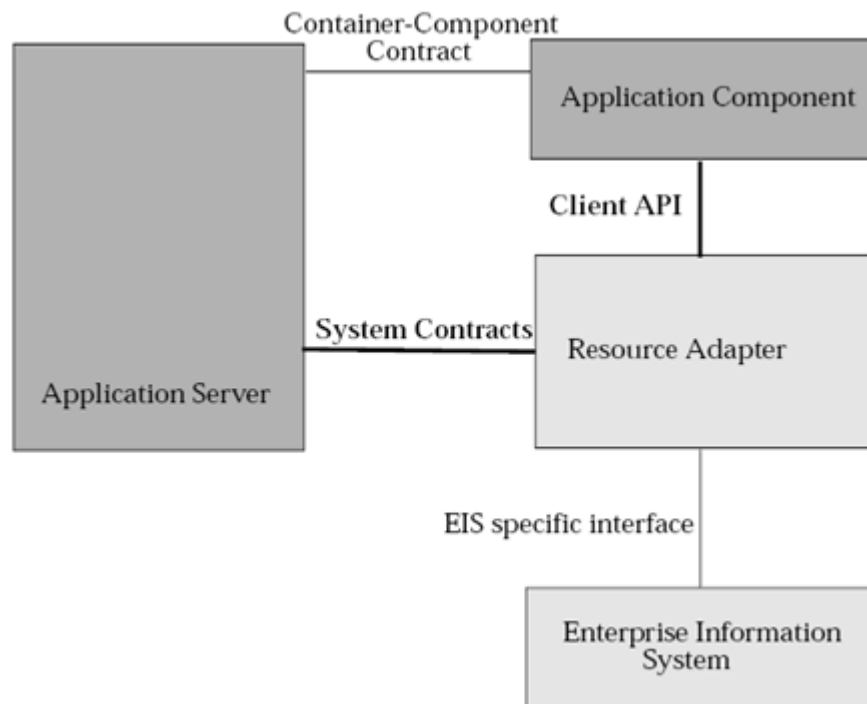 Container-Component
Contract
Application Component
Client API
System Contracts
Resource Adapter
Application Server
EIS specific interface
Enterprise Information
System